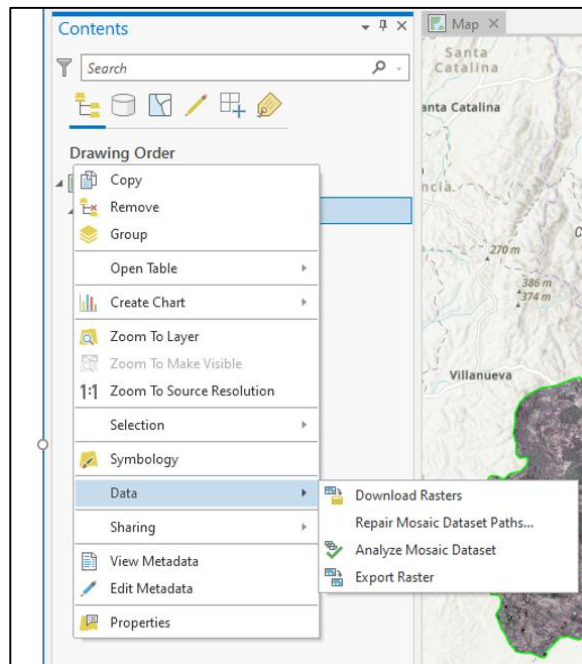 Contents
Map
Search
Drawing Order
Copy
Remove
Group
Open Table
Create Chart
Zoom To Layer
Zoom To Make Visible
1:1 Zoom To Source Resolution
Selection
Symbology
Data
Sharing
View Metadata
Edit Metadata
Properties
Download Rasters
Repair Mosaic Dataset Paths...
Analyze Mosaic Dataset
Export Raster
Santa
Catalina
anta Catalina
ncia
270 m
386 m
374 m
Villanueva